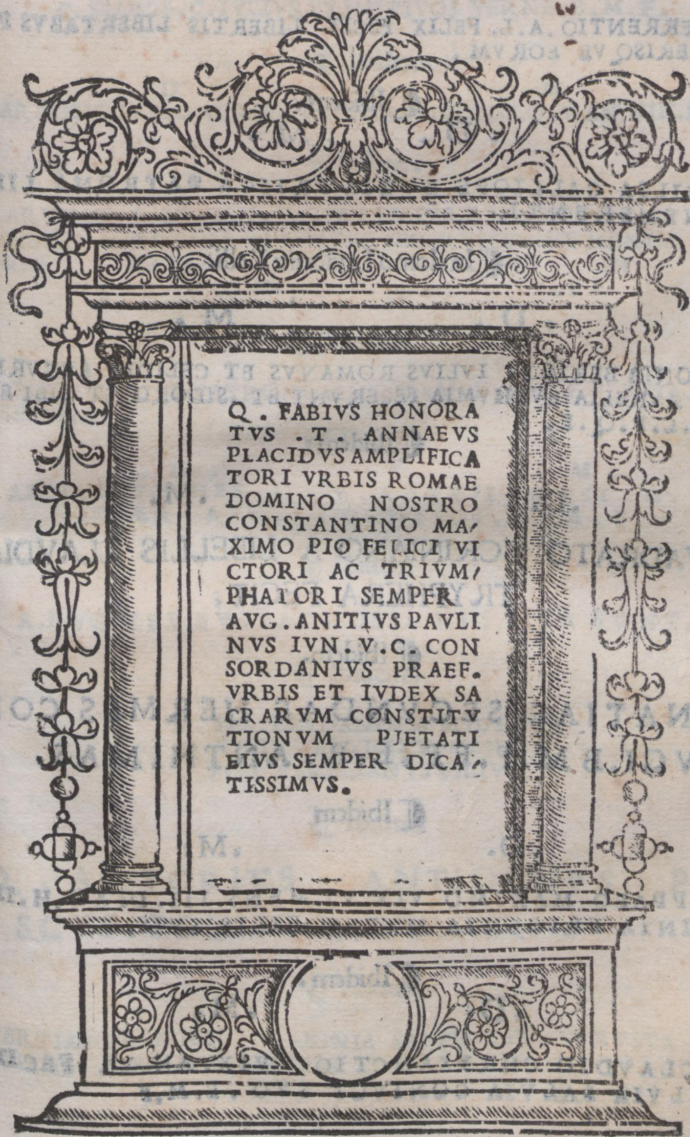 Q . FABIVS HONORA
TVS . T ANNAEVS
PLACIDVS AMPLIFICA
TORI VRBIS ROMAE
DOMINO NOSTRO
CONSTANTINO MA⸗
XIMO PIO FELICI VI
CTORI AC TRIVM⸗
PHATORI SEMPER
AVG . ANITIVS PAVLI
NVS IVN . V . C . CON
SORDANIVS PRAEF.
VRBIS ET IVDEX SA
CRARVM CONSTITV
TIONVM PJETATI
EIVS SEMPER DICA⸗
TISSIMVS.